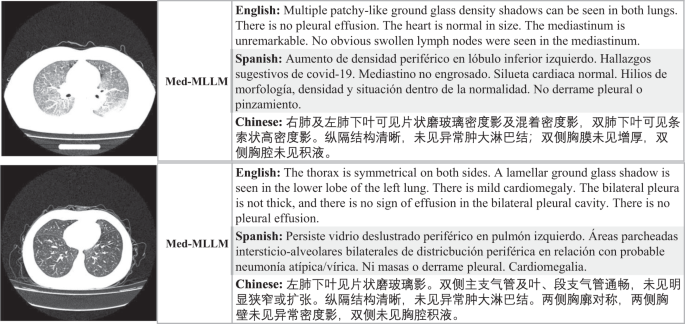 English: Multiple patchy-like ground glass density shadows can be seen in both lungs.
There is no pleural effusion. The heart is normal in size. The mediastinum is
unremarkable. No obvious swollen lymph nodes were seen in the mediastinum.
Med-MLLM
Spanish: Aumento de densidad periférico en lóbulo inferior izquierdo. Hallazgos
sugestivos de covid-19. Mediastino no engrosado. Silueta cardiaca normal. Hilios de
morfología, densidad y situación dentro de la normalidad. No derrame pleural o
pinzamiento.
Chinese: 右肺及左肺下叶可见片状磨玻璃密度影及混着密度影，双肺下叶可见条
索状高密度影。纵隔结构清晰，未见异常肿大淋巴结；双侧胸膜未见增厚，双
侧胸腔未见积液。
English: The thorax is symmetrical on both sides. A lamellar ground glass shadow is
seen in the lower lobe of the left lung. There is mild cardiomegaly. The bilateral pleura
is not thick, and there is no sign of effusion in the bilateral pleural cavity. There is no
pleural effusion.
Med-MLLM
Spanish: Persiste vidrio deslustrado periférico en pulmón izquierdo. Áreas parcheadas
intersticio-alveolares bilaterales de districbución periférica en relación con probable
neumonía atípica/vírica. Ni masas o derrame pleural. Cardiomegalia.
Chinese: 左肺下叶见片状磨玻璃影。双侧主支气管及叶、段支气管通畅，未见明
显狭窄或扩张。纵隔结构清晰，未见异常肿大淋巴结。两侧胸廓对称，两侧胸
壁未见异常密度影，双侧未见胸腔积液。